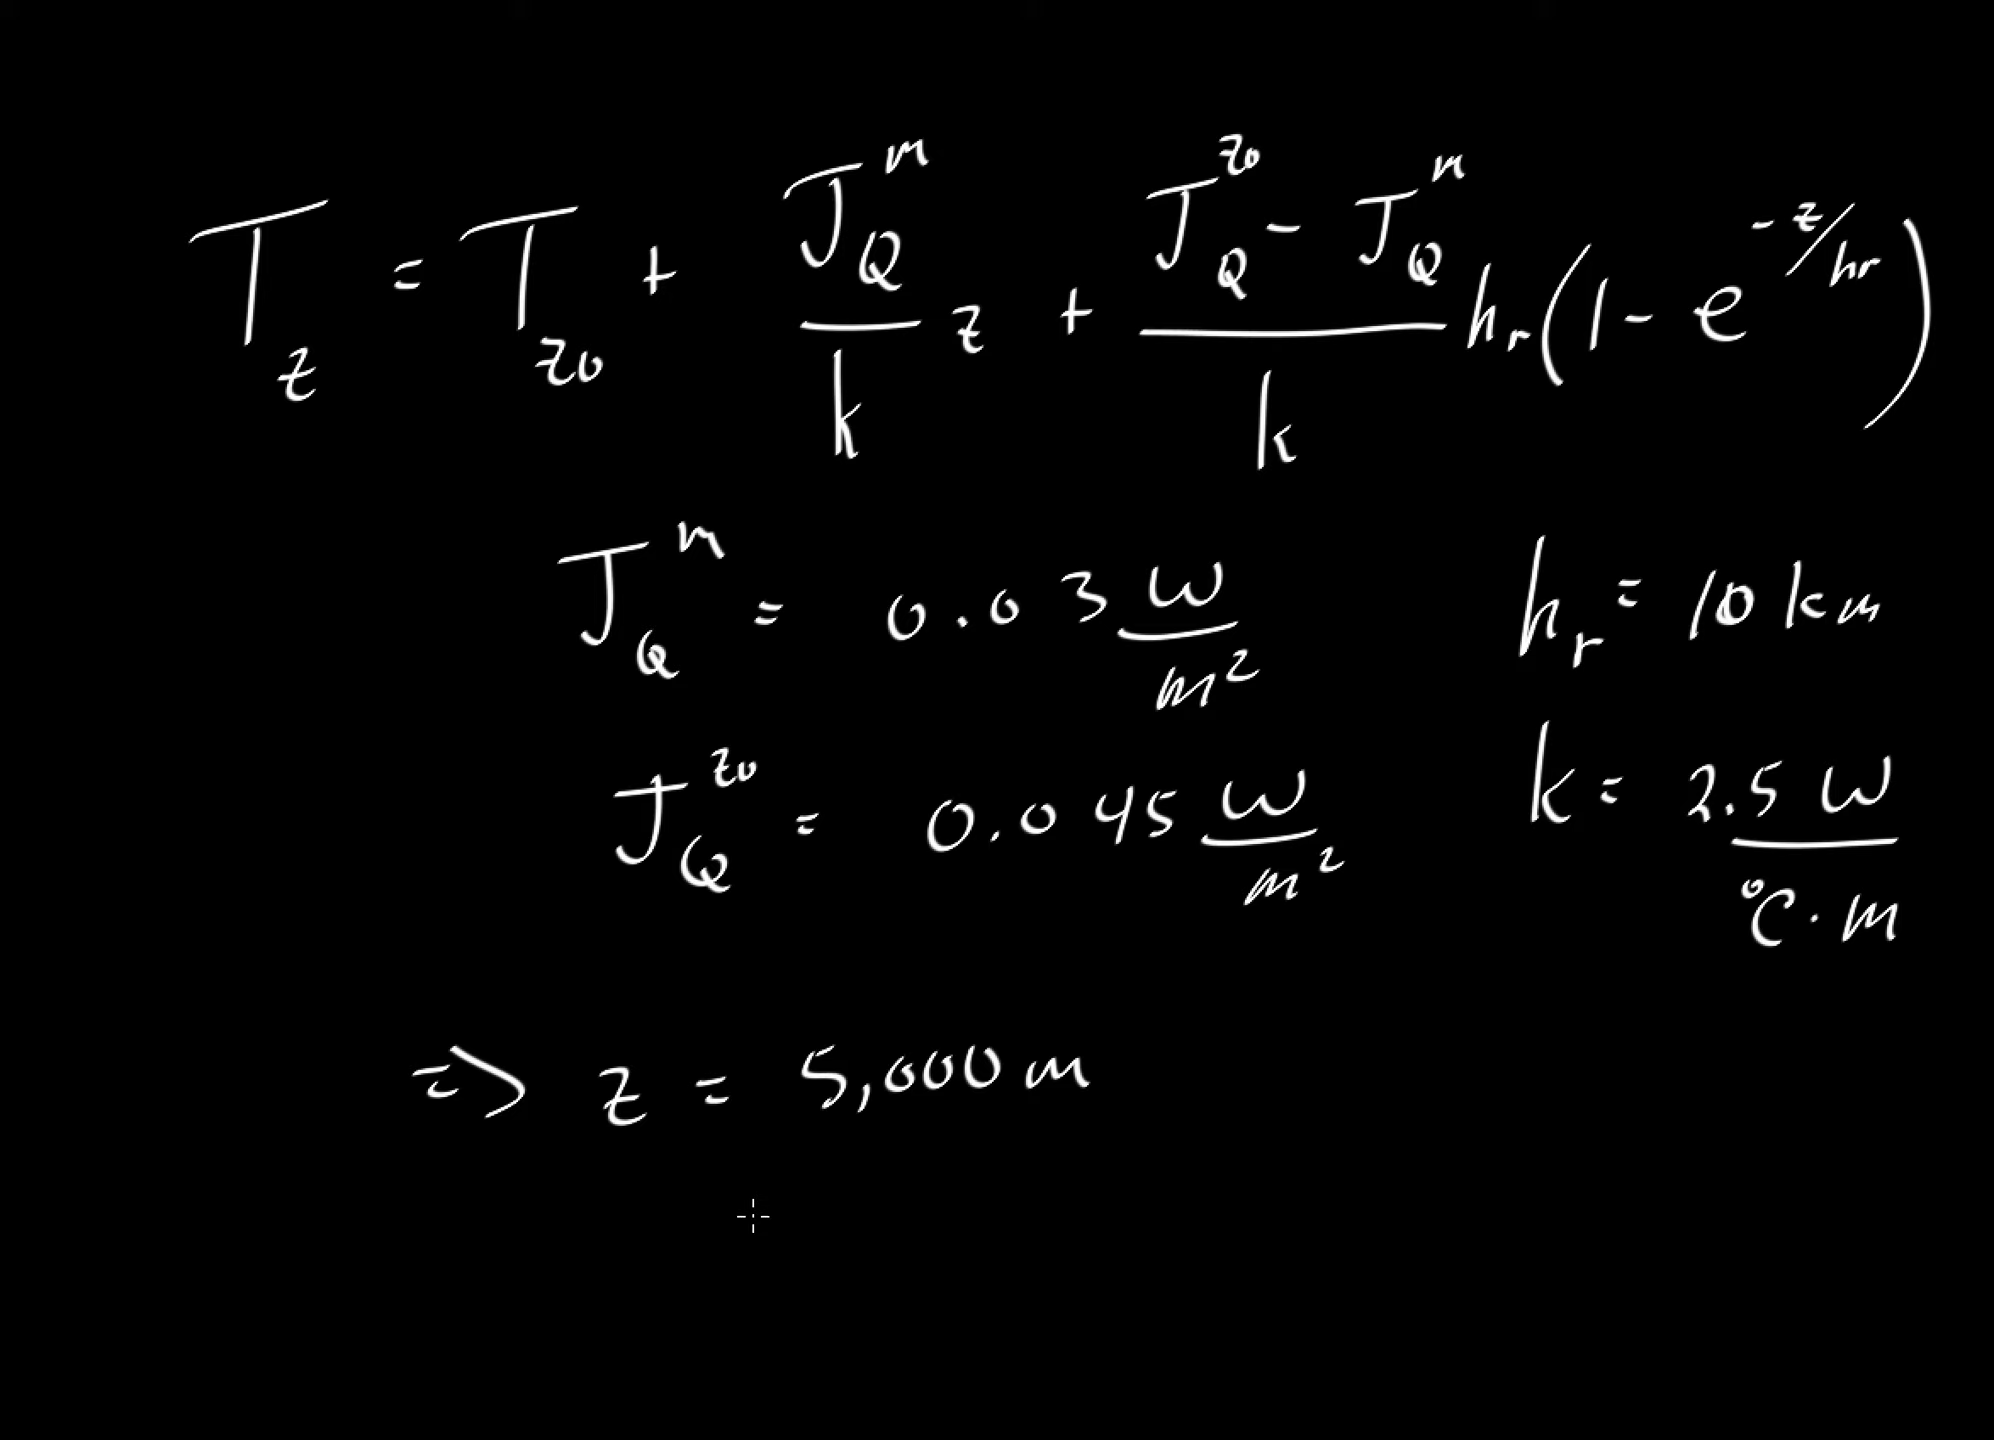 T_z = T_z0 + J_Q^m/k z + (J_Q^z0 - J_Q^m)/k h_r(1 - e^(-z/hr))
J_Q^m = 0.03 W/m² h_r = 10 km
J_Q^z0 = 0.045 W/m² k = 2.5 W/°C·m
=> z = 5,000 m